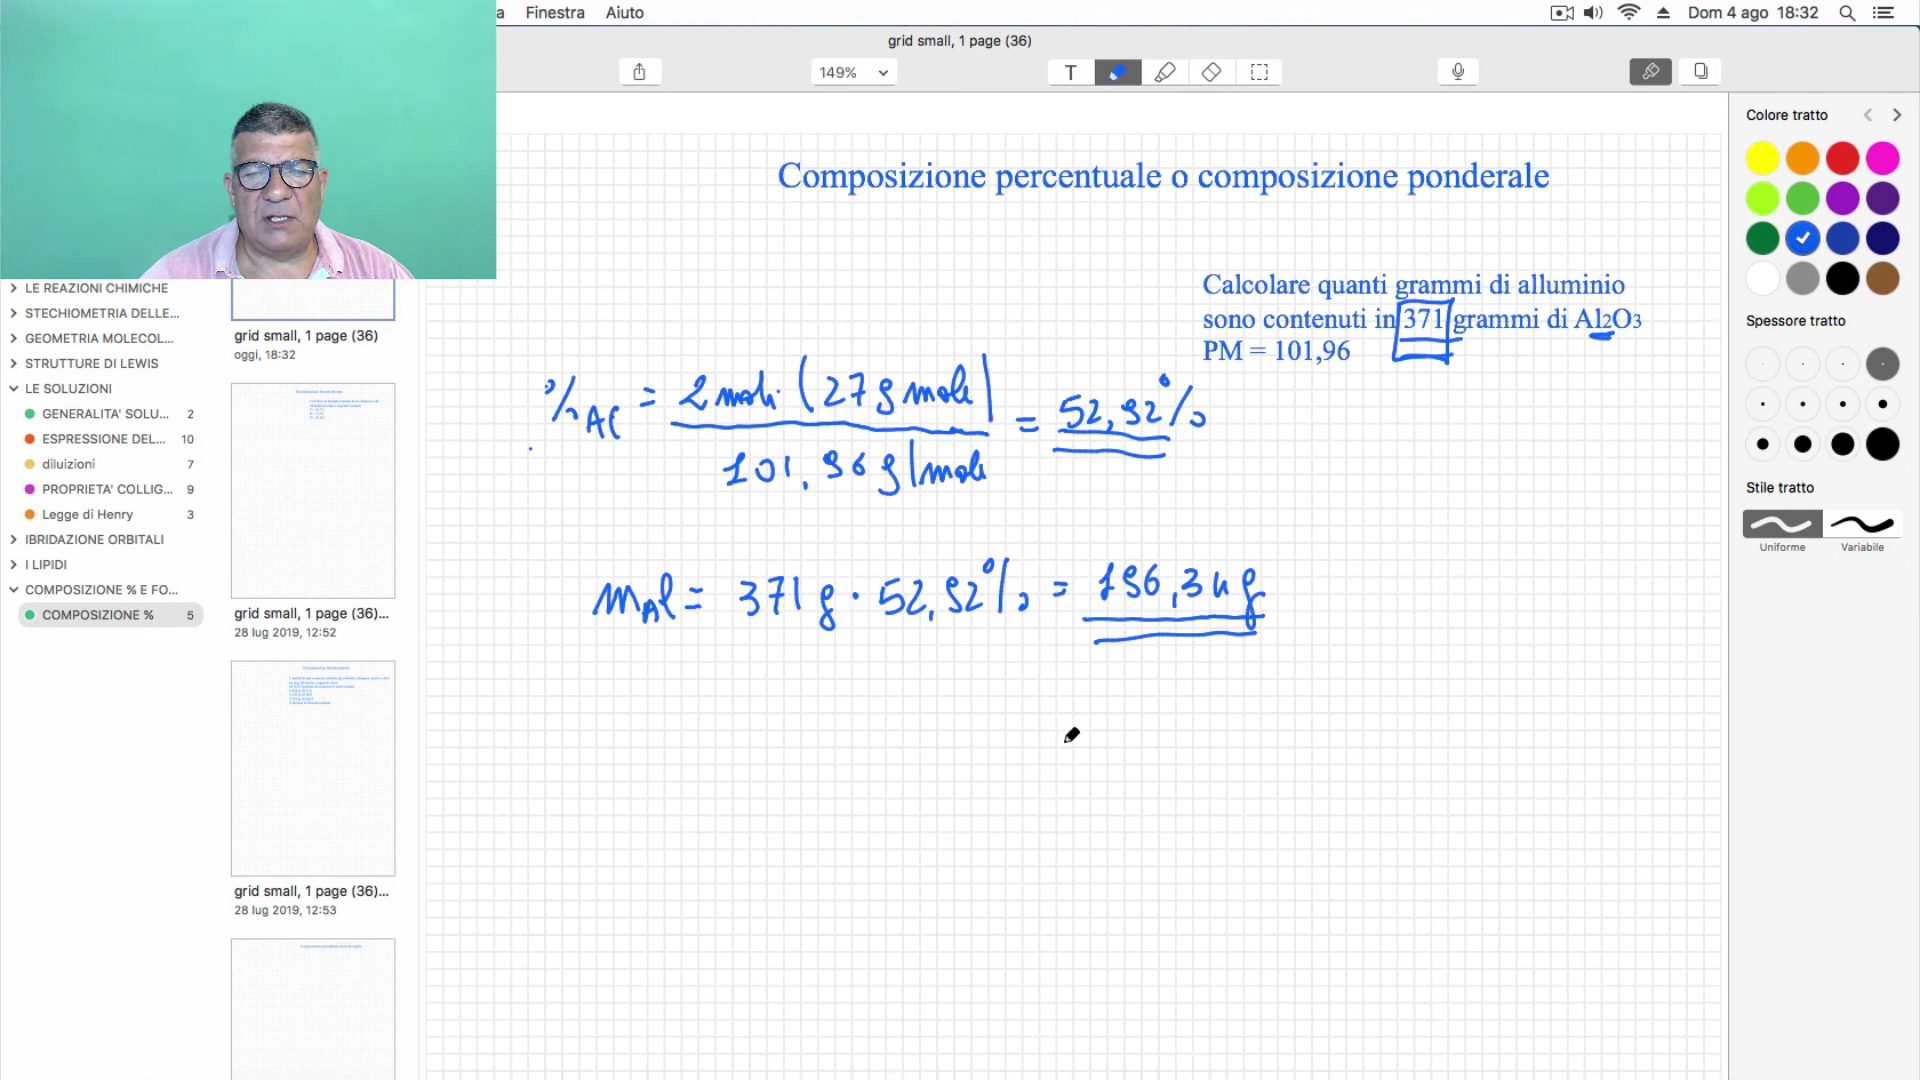 a Finestra Aiuto
Dom 4 ago 18:32
grid small, 1 page (36)
149%
T
Colore tratto
Spessore tratto
Stile tratto
Uniforme Variabile
LE REAZIONI CHIMICHE
STECHIOMETRIA DELLE...
GEOMETRIA MOLECOL...
STRUTTURE DI LEWIS
LE SOLUZIONI
GENERALITA' SOLU... 2
ESPRESSIONE DEL... 10
diluizioni 7
PROPRIETA' COLLIG... 9
Legge di Henry 3
IBRIDAZIONE ORBITALI
I LIPIDI
COMPOSIZIONE % E FO...
COMPOSIZIONE % 5
grid small, 1 page (36)
oggi, 18:32
grid small, 1 page (36)...
28 lug 2019, 12:52
grid small, 1 page (36)...
28 lug 2019, 12:53
Composizione percentuale o composizione ponderale
Calcolare quanti grammi di alluminio
sono contenuti in 371 grammi di Al2O3
PM = 101,96
% Al = 2 moli · (27 g mole) = 52,92%
101,96 g/mole
mAl = 371 g · 52,92% = 196,34 g